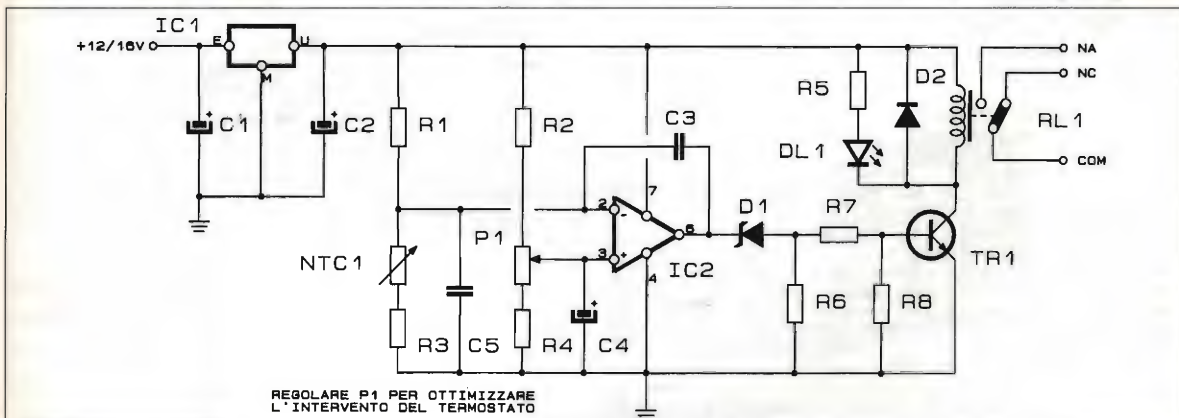 IC1
+12/16V
E
U
M
C1
C2
R1
R2
C3
R5
D2
NA
NC
RL1
COM
DL1
7
2
-
6
D1
R7
P1
3
+
IC2
4
TR1
NTC1
R6
R8
R3
C5
R4
C4
+
+
+
REGOLARE P1 PER OTTIMIZZARE
L'INTERVENTO DEL TERMOSTATO